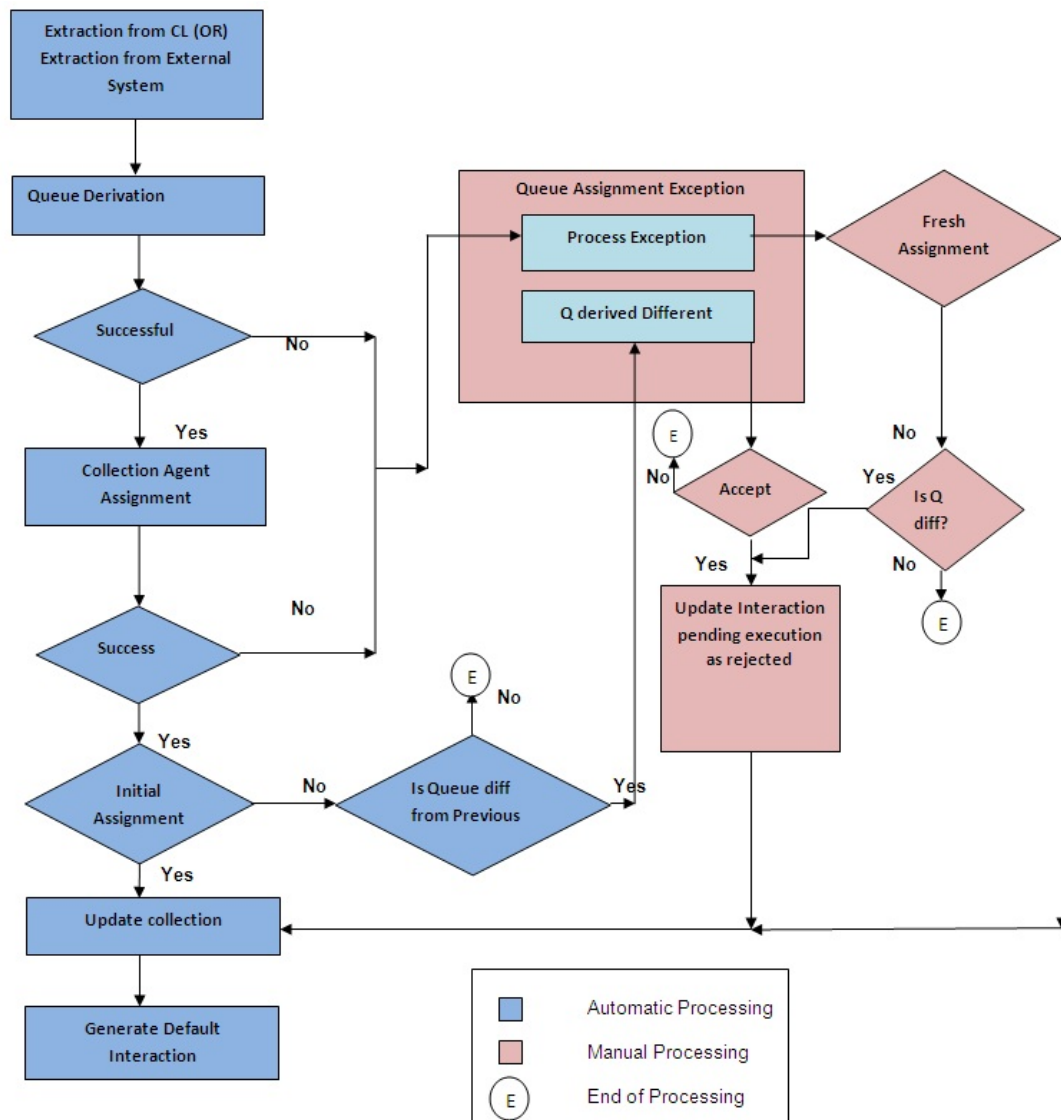 Extraction from CL (OR)
Extraction from External
System
Queue Derivation
Queue Assignment Exception
Process Exception
Fresh
Assignment
Q derived Different
Successful
No
Yes
E
No
Accept
No
Yes
Is Q
diff?
Collection Agent
Assignment
Yes
No
E
Update Interaction
pending execution
as rejected
No
Success
E
No
Yes
Initial
Assignment
No
Is Queue diff
from Previous
Yes
Yes
Update collection
Generate Default
Interaction
Automatic Processing
Manual Processing
E
End of Processing